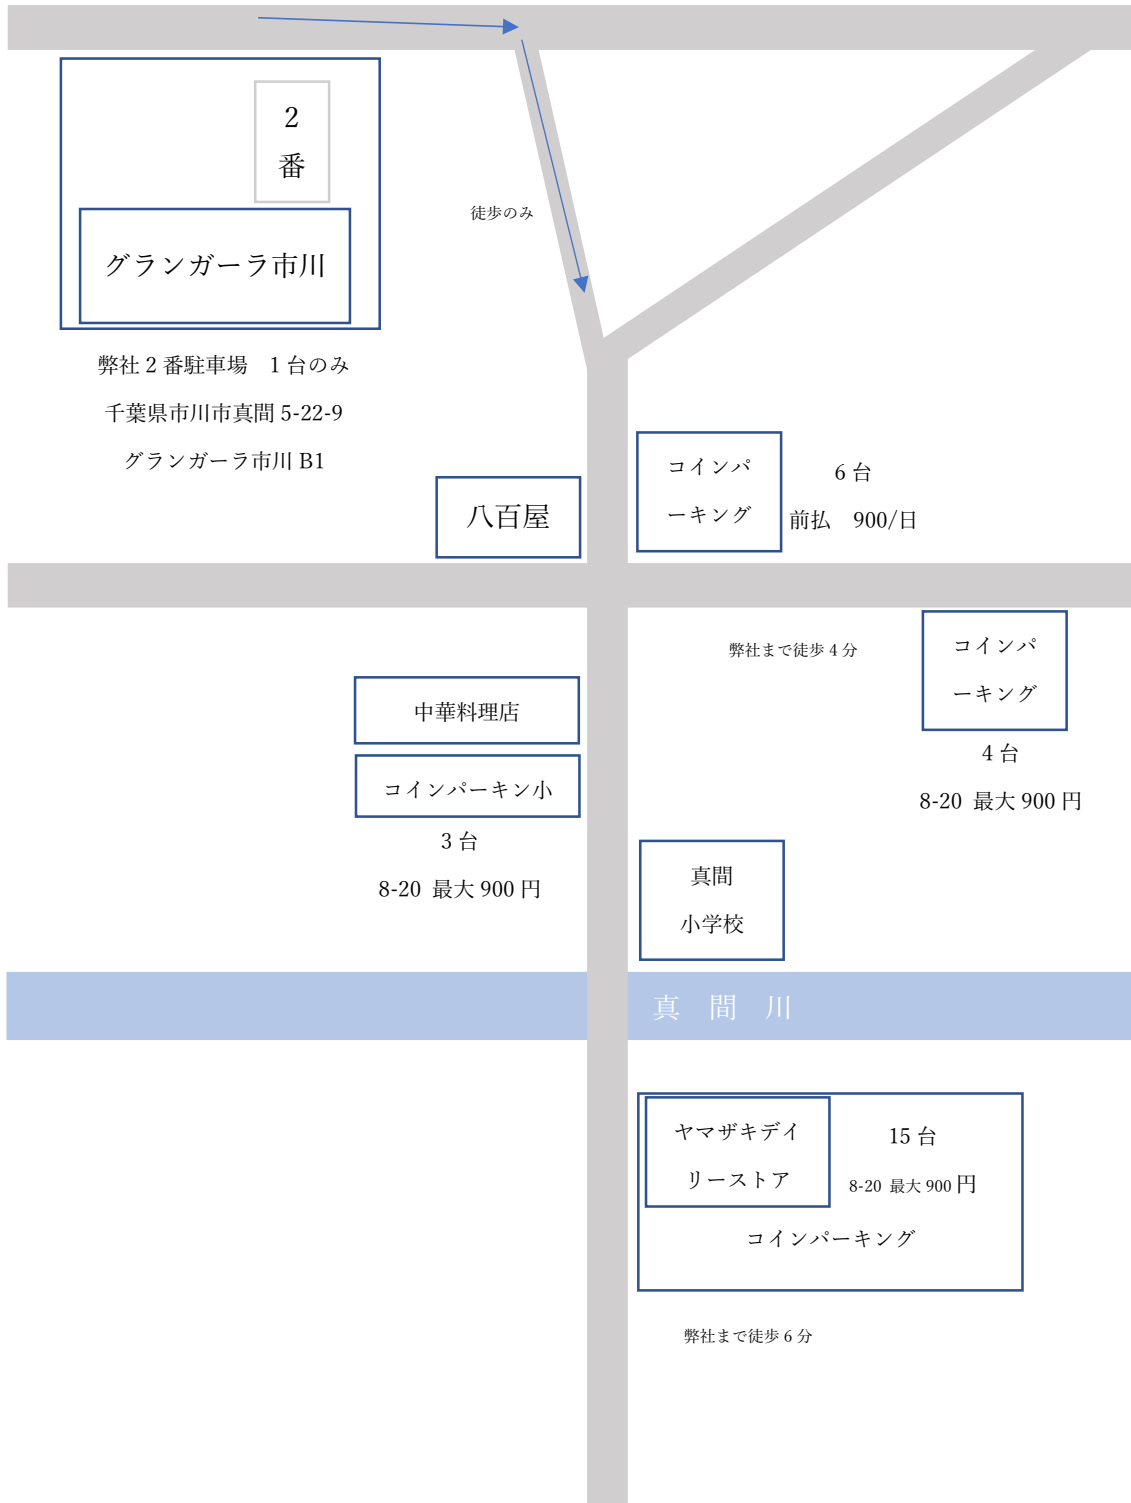 2
番
グランガーラ市川
徒歩のみ
弊社 2 番駐車場　1 台のみ
千葉県市川市真間 5-22-9
グランガーラ市川 B1
八百屋
コインパ
ーキング
6 台
前払　900/日
弊社まで徒歩 4 分
コインパ
ーキング
4 台
8-20 最大 900 円
中華料理店
コインパーキン小
3 台
8-20 最大 900 円
真間
小学校
真　間　川
ヤマザキデイ
リーストア
15 台
8-20 最大 900 円
コインパーキング
弊社まで徒歩 6 分